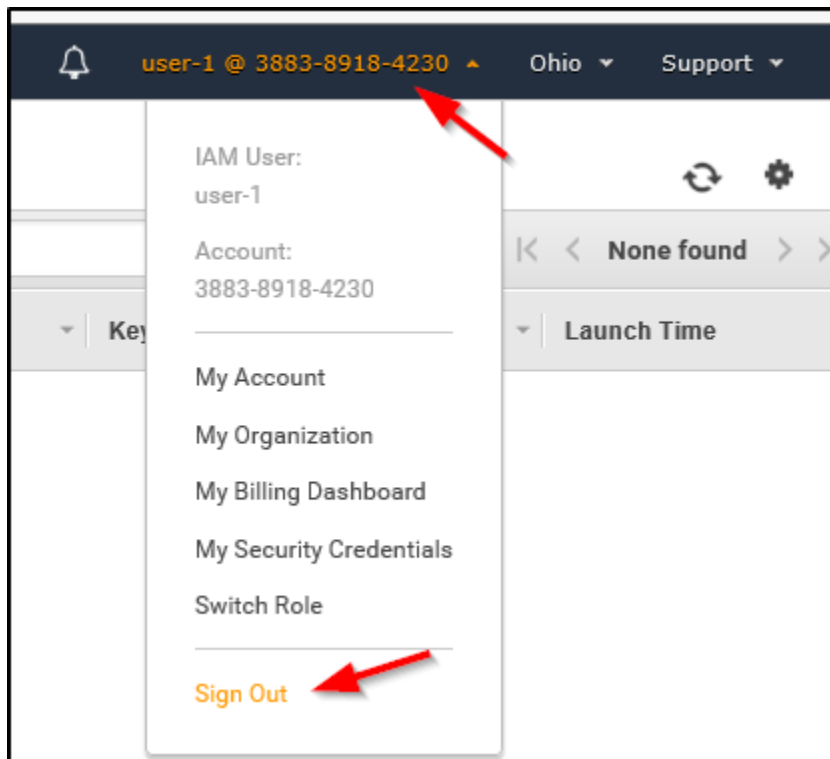 user-1 @ 3883-8918-4230 Ohio Support
IAM User:
user-1
Account:
3883-8918-4230
None found
Key
Launch Time
My Account
My Organization
My Billing Dashboard
My Security Credentials
Switch Role
Sign Out